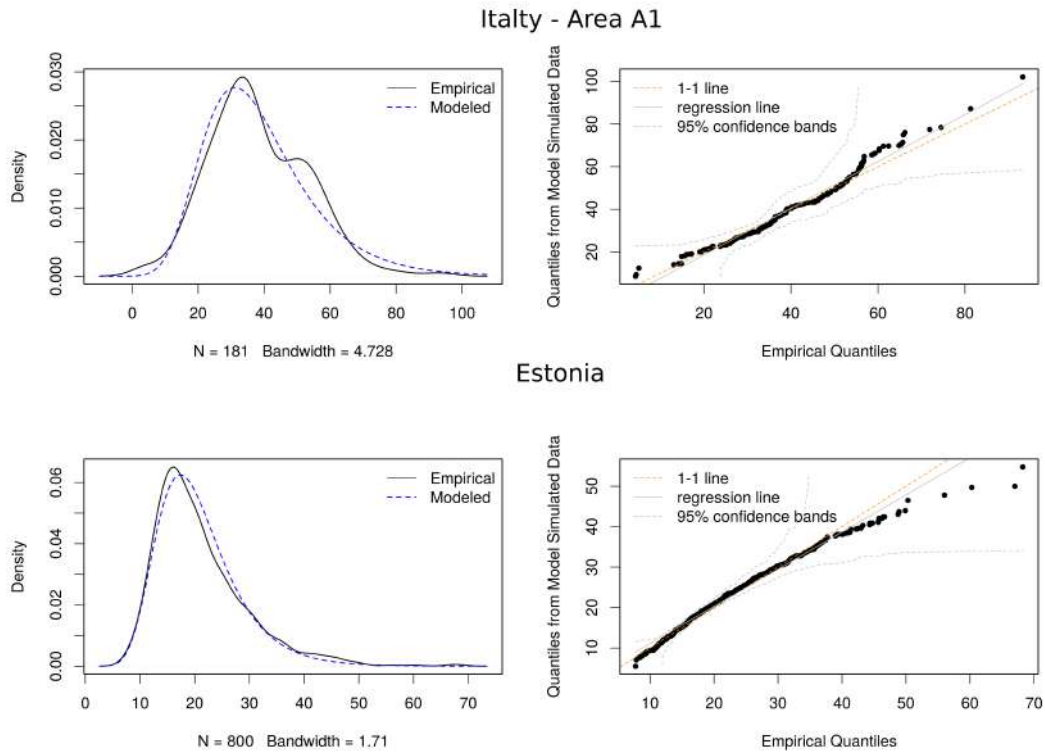 Italty - Area A1
Density
0.000 0.010 0.020 0.030
Empirical
Modeled
0 20 40 60 80 100
N = 181 Bandwidth = 4.728
Quantiles from Model Simulated Data
20 40 60 80 100
1-1 line
regression line
95% confidence bands
20 40 60 80
Empirical Quantiles
Estonia
Density
0.00 0.02 0.04 0.06
Empirical
Modeled
0 10 20 30 40 50 60 70
N = 800 Bandwidth = 1.71
Quantiles from Model Simulated Data
10 20 30 40 50
1-1 line
regression line
95% confidence bands
10 20 30 40 50 60 70
Empirical Quantiles